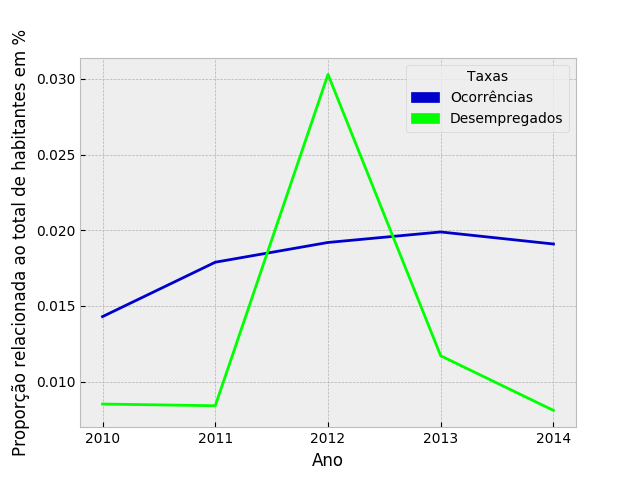 Proporção relacionada ao total de habitantes em %
0.030
0.025
0.020
0.015
0.010
Taxas
Ocorrências
Desempregados
2010 2011 2012 2013 2014
Ano